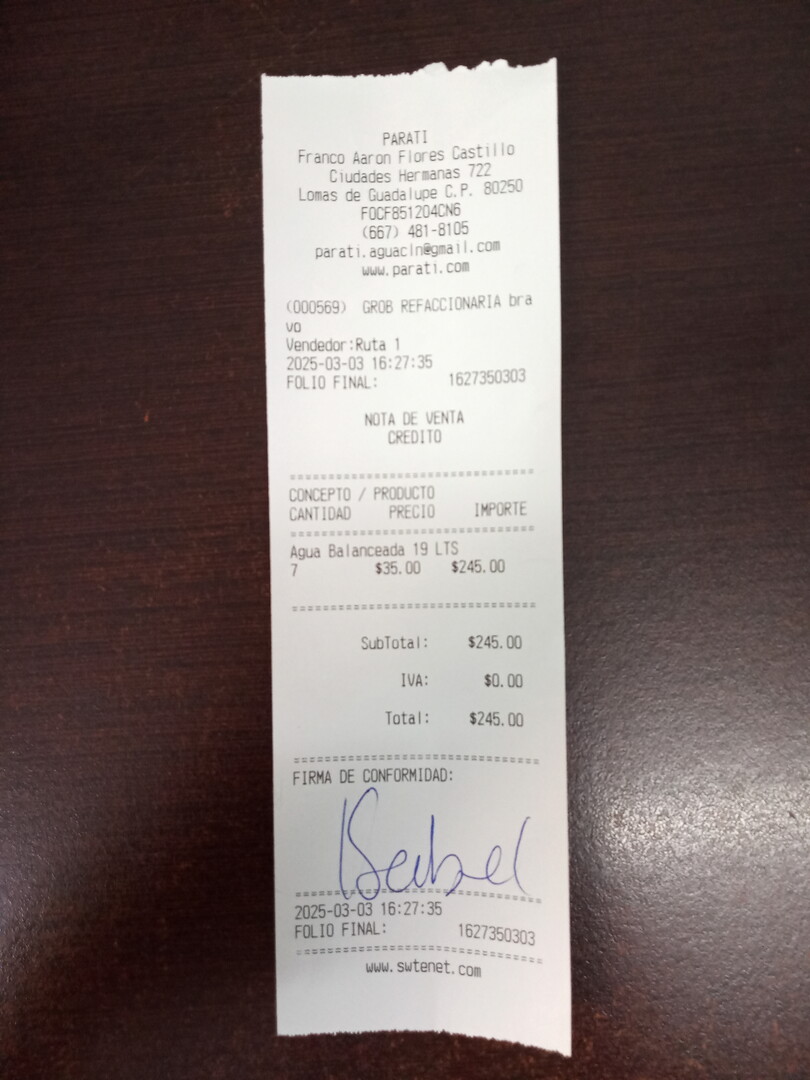 PARATI
Franco Aaron Flores Castillo
Ciudades Hermanas 722
Lomas de Guadalupe C.P. 80250
FOCF851204CN6
(667) 481-8105
parati.aguacln@gmail.com
www.parati.com
(000569) GROB REFACCIONARIA bra
vo
Vendedor:Ruta 1
2025-03-03 16:27:35
FOLIO FINAL: 1627350303
NOTA DE VENTA
CREDITO
==============================
CONCEPTO / PRODUCTO
CANTIDAD PRECIO IMPORTE
==============================
Agua Balanceada 19 LTS
7 $35.00 $245.00
==============================
SubTotal: $245.00
IVA: $0.00
Total: $245.00
==============================
FIRMA DE CONFORMIDAD:
==============================
2025-03-03 16:27:35
FOLIO FINAL: 1627350303
==============================
www.swtenet.com